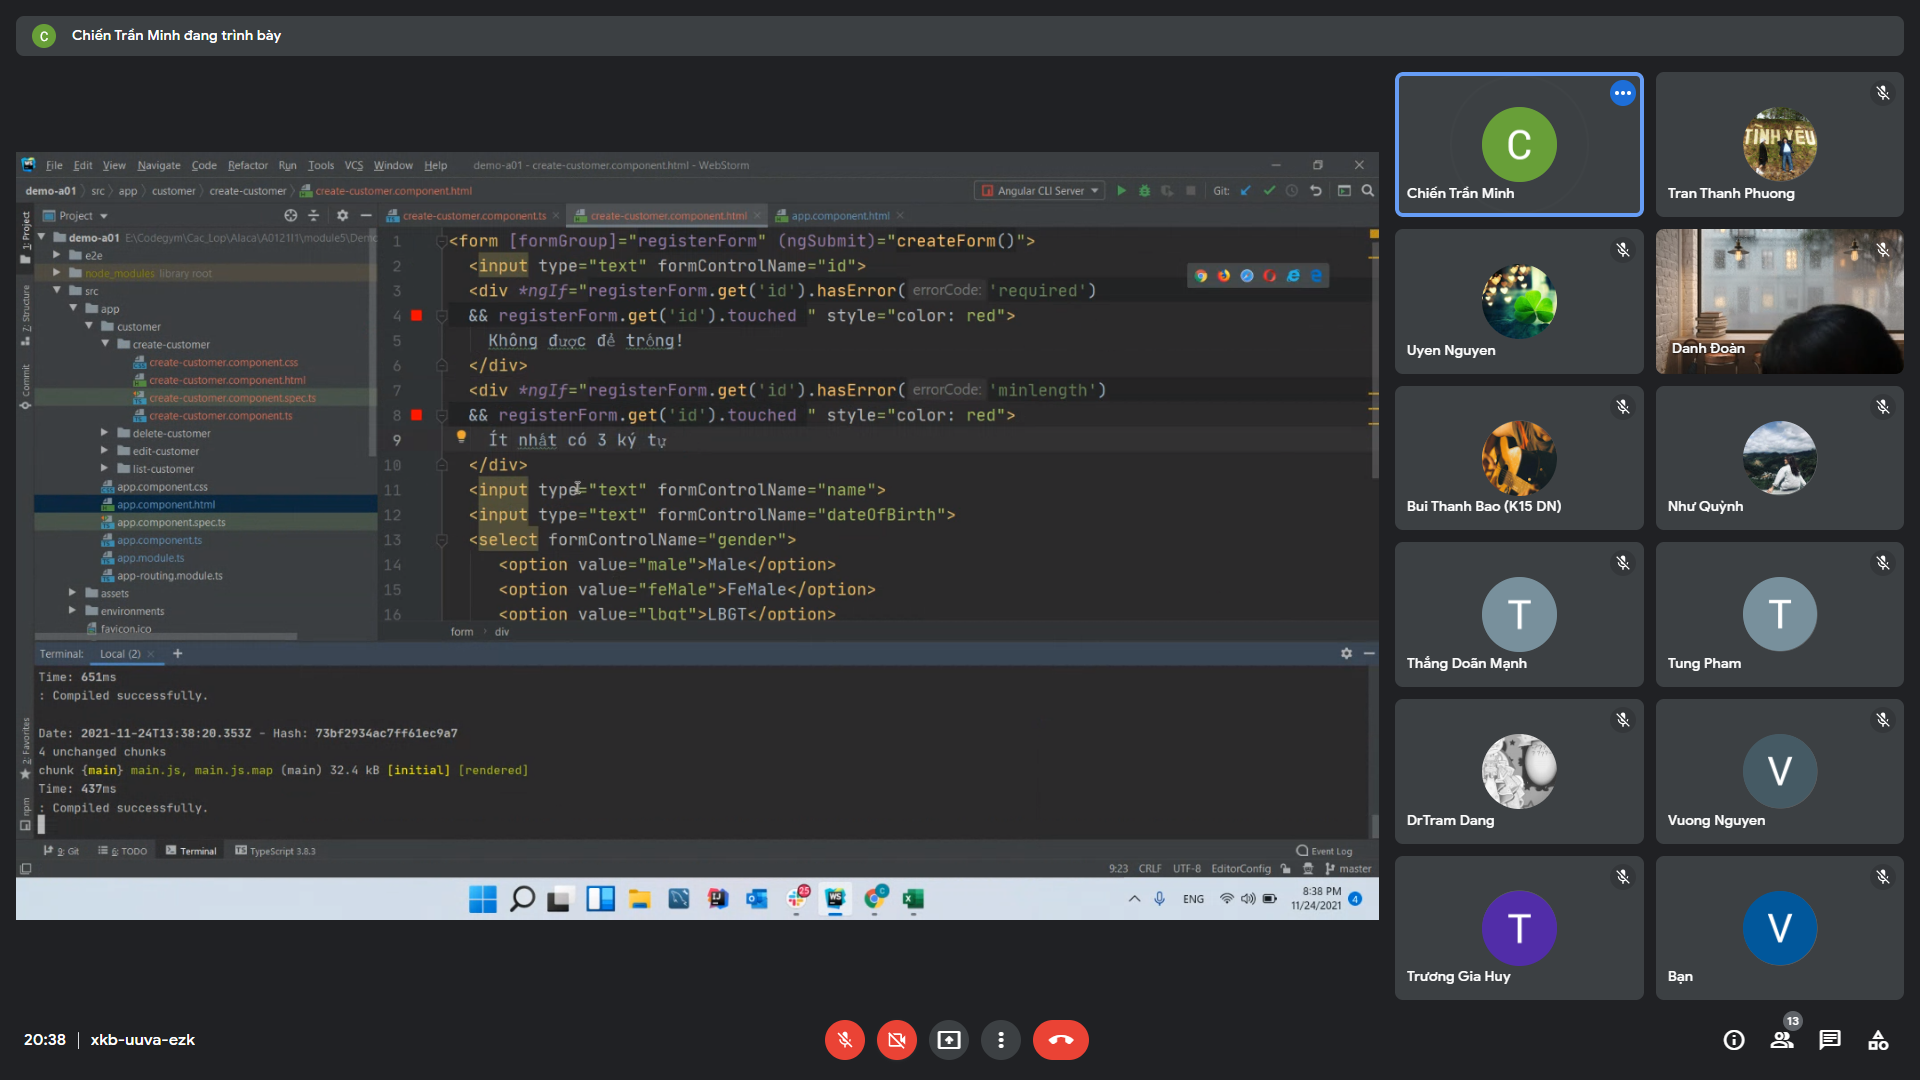 C Chiến Trần Minh đang trình bày
File Edit View Navigate Code Refactor Run Tools VCS Window Help demo-a01 - create-customer.component.html - WebStorm
demo-a01 src app customer create-customer create-customer.component.html Angular CLI Server Git:
Project create-customer.component.ts create-customer.component.html app.component.html
1: Project
Z: Structure
Commit
2: Favorites
npm
demo-a01 E:\Codegym\Cac_Lop\Alaca\A0121I1\module5\Demo
e2e
node_modules library root
src
app
customer
create-customer
create-customer.component.css
create-customer.component.html
create-customer.component.spec.ts
create-customer.component.ts
delete-customer
edit-customer
list-customer
app.component.css
app.component.html
app.component.spec.ts
app.component.ts
app.module.ts
app-routing.module.ts
assets
environments
favicon.ico
1 <form [formGroup]="registerForm" (ngSubmit)="createForm()">
2 <input type="text" formControlName="id">
3 <div *ngIf="registerForm.get('id').hasError( errorCode: 'required')
4 && registerForm.get('id').touched " style="color: red">
5 Không được để trống!
6 </div>
7 <div *ngIf="registerForm.get('id').hasError( errorCode: 'minlength')
8 && registerForm.get('id').touched " style="color: red">
9 Ít nhất có 3 ký tự
10 </div>
11 <input type="text" formControlName="name">
12 <input type="text" formControlName="dateOfBirth">
13 <select formControlName="gender">
14 <option value="male">Male</option>
15 <option value="feMale">FeMale</option>
16 <option value="lbgt">LBGT</option>
form div
Terminal: Local (2) +
Time: 651ms
: Compiled successfully.
Date: 2021-11-24T13:38:20.353Z - Hash: 73bf2934ac7ff61ec9a7
4 unchanged chunks
chunk {main} main.js, main.js.map (main) 32.4 kB [initial] [rendered]
Time: 437ms
: Compiled successfully.
9: Git 6: TODO Terminal TypeScript 3.8.3 Event Log
9:23 CRLF UTF-8 EditorConfig master
25 ENG 8:38 PM 4
11/24/2021
C
Chiến Trần Minh
TÌNH YÊU
Tran Thanh Phuong
Uyen Nguyen
Danh Đoàn
Bui Thanh Bao (K15 DN)
Như Quỳnh
T
Thắng Doãn Mạnh
T
Tung Pham
DrTram Dang
V
Vuong Nguyen
T
Trương Gia Huy
V
Bạn
20:38 xkb-uuva-ezk 13